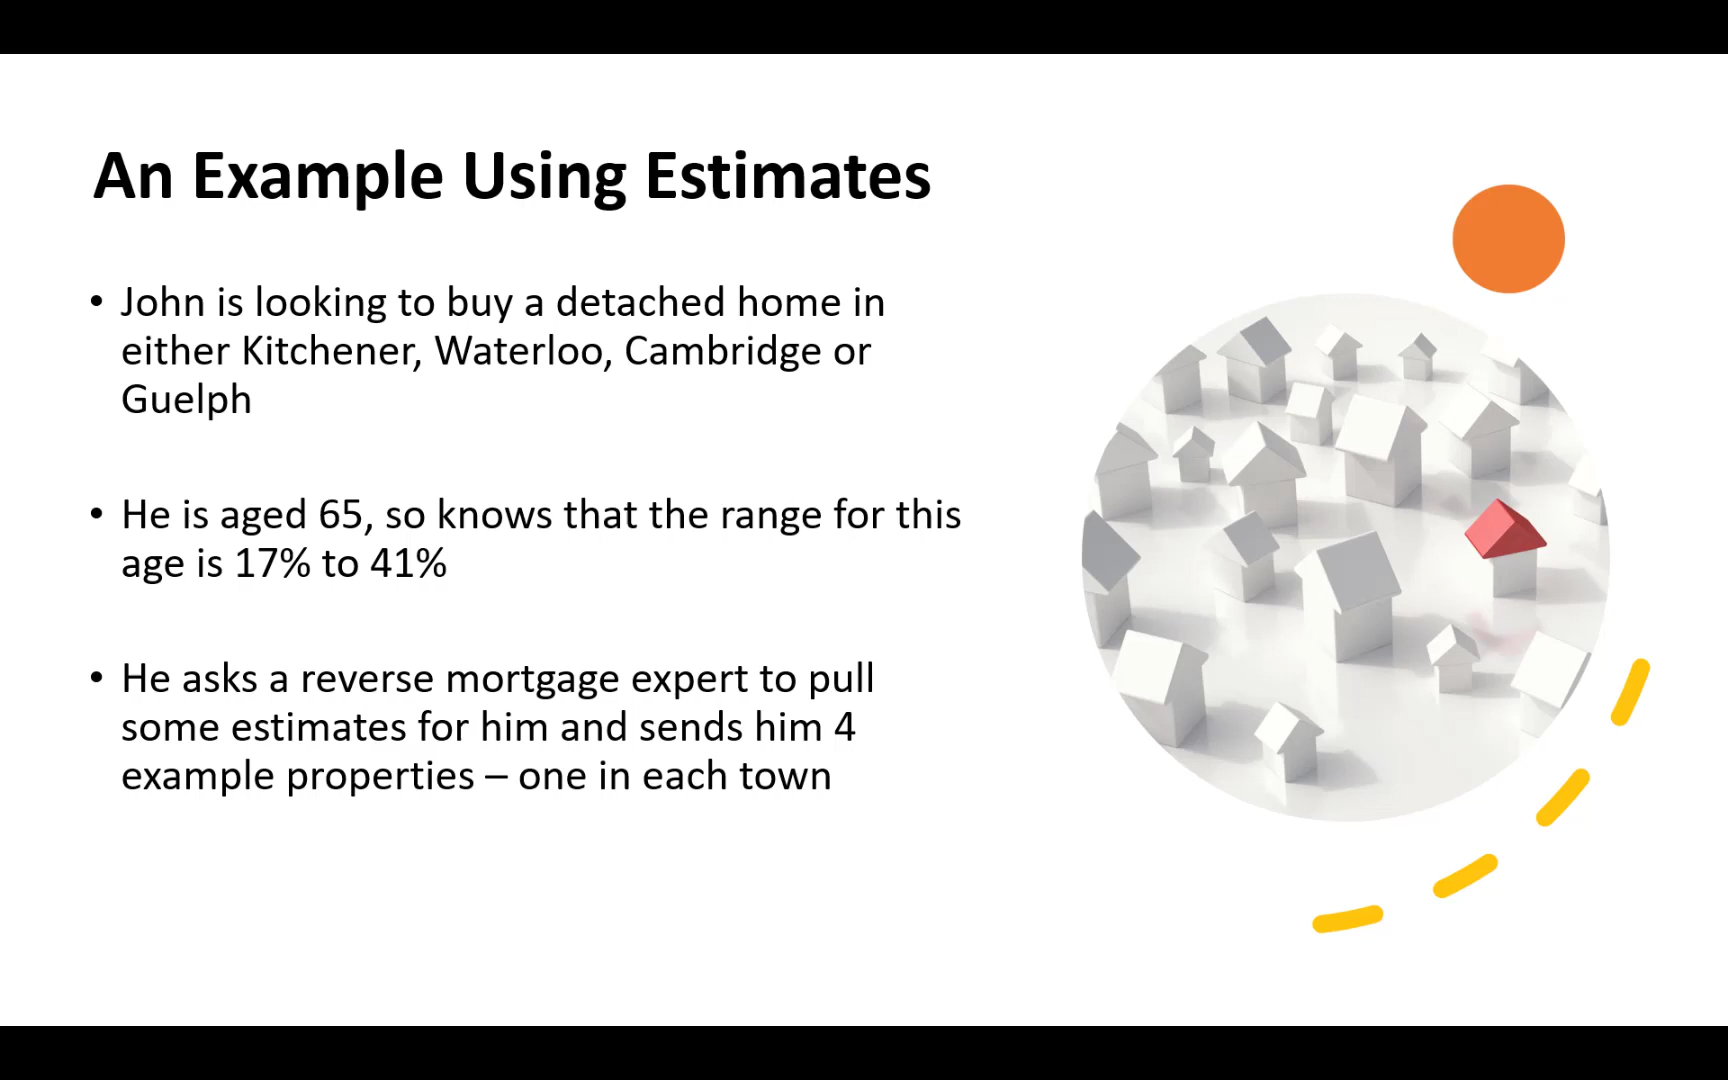 An Example Using Estimates
• John is looking to buy a detached home in
either Kitchener, Waterloo, Cambridge or
Guelph
• He is aged 65, so knows that the range for this
age is 17% to 41%
• He asks a reverse mortgage expert to pull
some estimates for him and sends him 4
example properties – one in each town